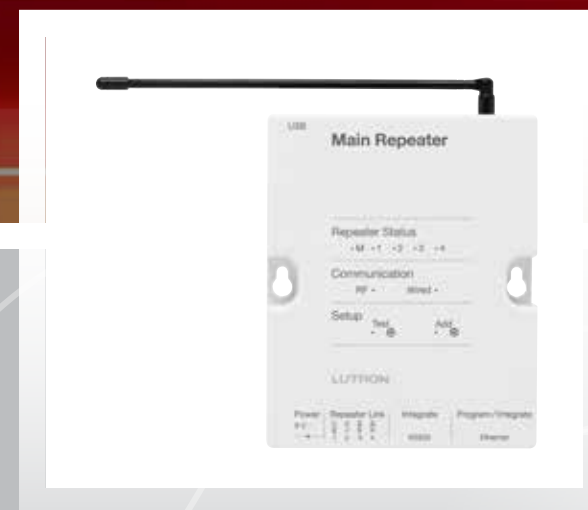 USB
Main Repeater
Repeater Status
M 1 2 3 4
Communication
RF Wired
Setup Test Add
LUTRON
Power Repeater Link Integrate Program/Integrate
RS232 Ethernet